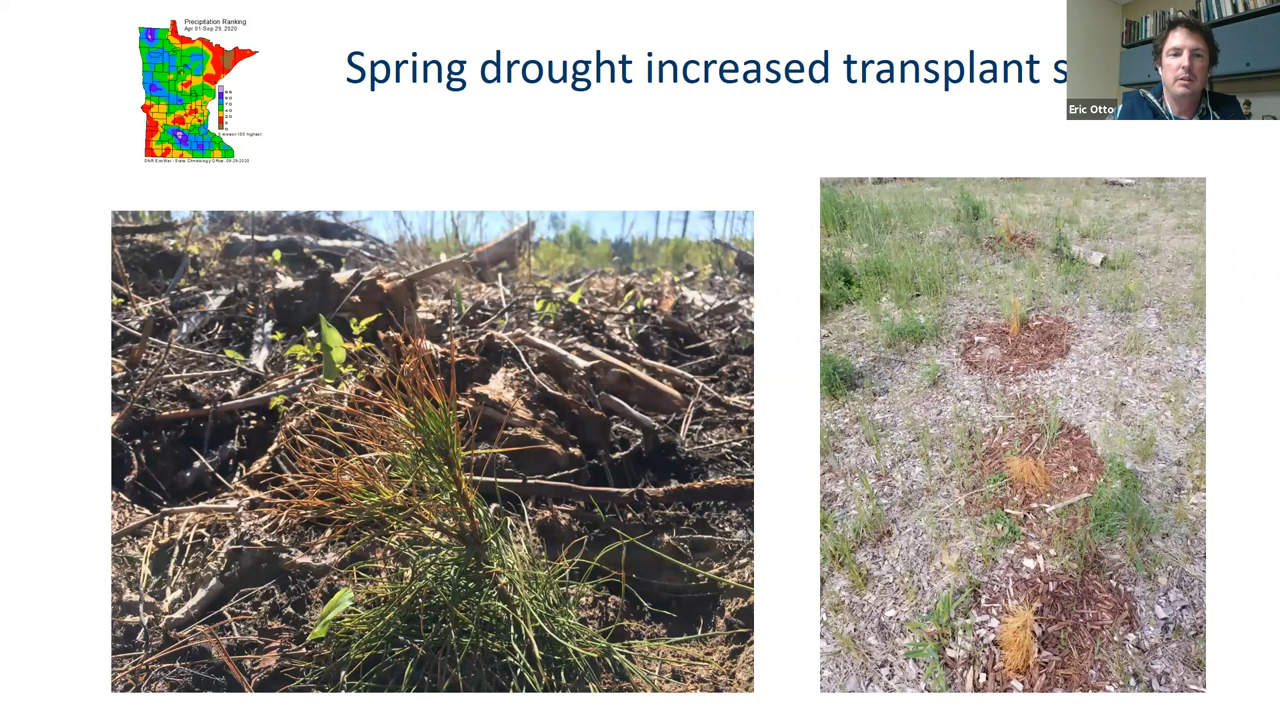 Precipitation Ranking
Apr 01-Sep 29, 2020
Spring drought increased transplant s
Eric Otto